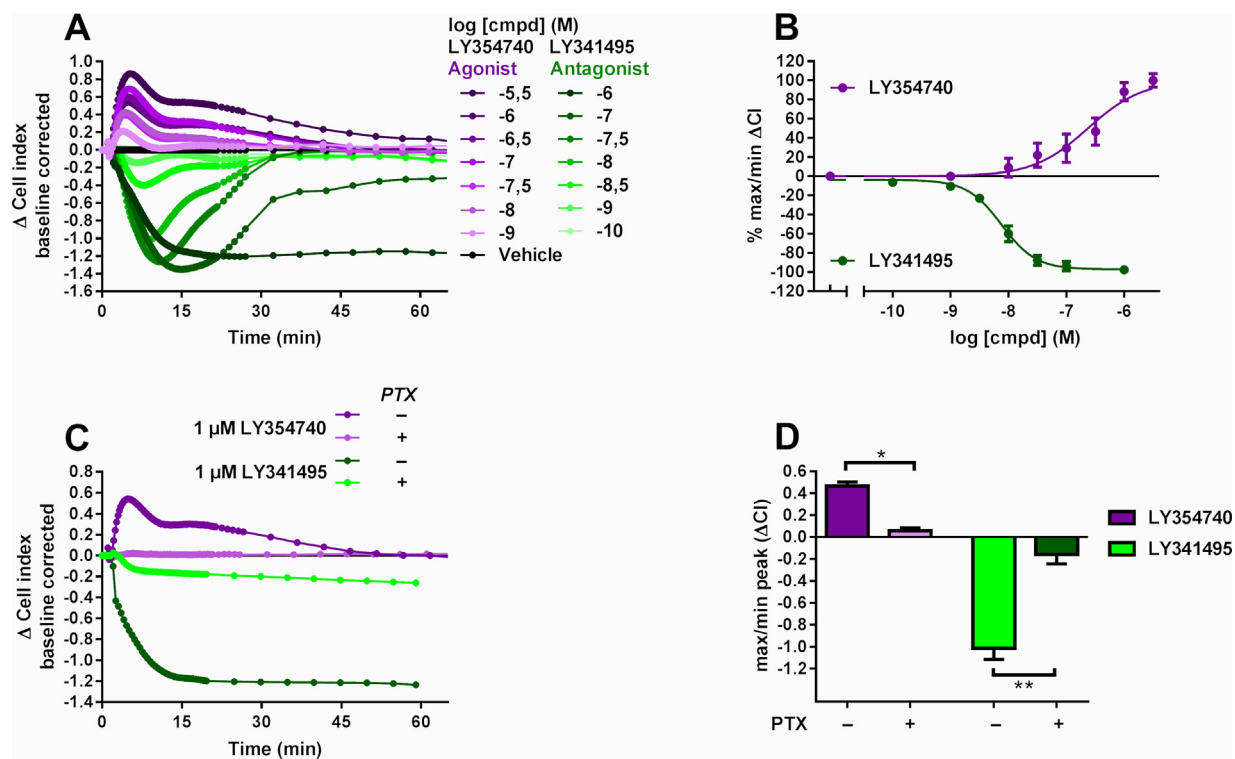 A
log [cmpd] (M)
LY354740 LY341495
Agonist Antagonist
-5,5 -6
-6 -7
-6,5 -7,5
-7 -8
-7,5 -8,5
-8 -9
-9 -10
Vehicle
Δ Cell index
baseline corrected
1.0
0.8
0.6
0.4
0.2
0.0
-0.2
-0.4
-0.6
-0.8
-1.0
-1.2
-1.4
-1.6
0 15 30 45 60
Time (min)
B
% max/min ΔCI
120
100
80
60
40
20
0
-20
-40
-60
-80
-100
-120
LY354740
LY341495
-10 -9 -8 -7 -6
log [cmpd] (M)
C
PTX
1 µM LY354740 –
+
1 µM LY341495 –
+
Δ Cell index
baseline corrected
0.8
0.6
0.4
0.2
0.0
-0.2
-0.4
-0.6
-0.8
-1.0
-1.2
-1.4
0 15 30 45 60
Time (min)
D
max/min peak (ΔCI)
0.6
0.4
0.2
0.0
-0.2
-0.4
-0.6
-0.8
-1.0
-1.2
*
**
LY354740
LY341495
PTX – + – +